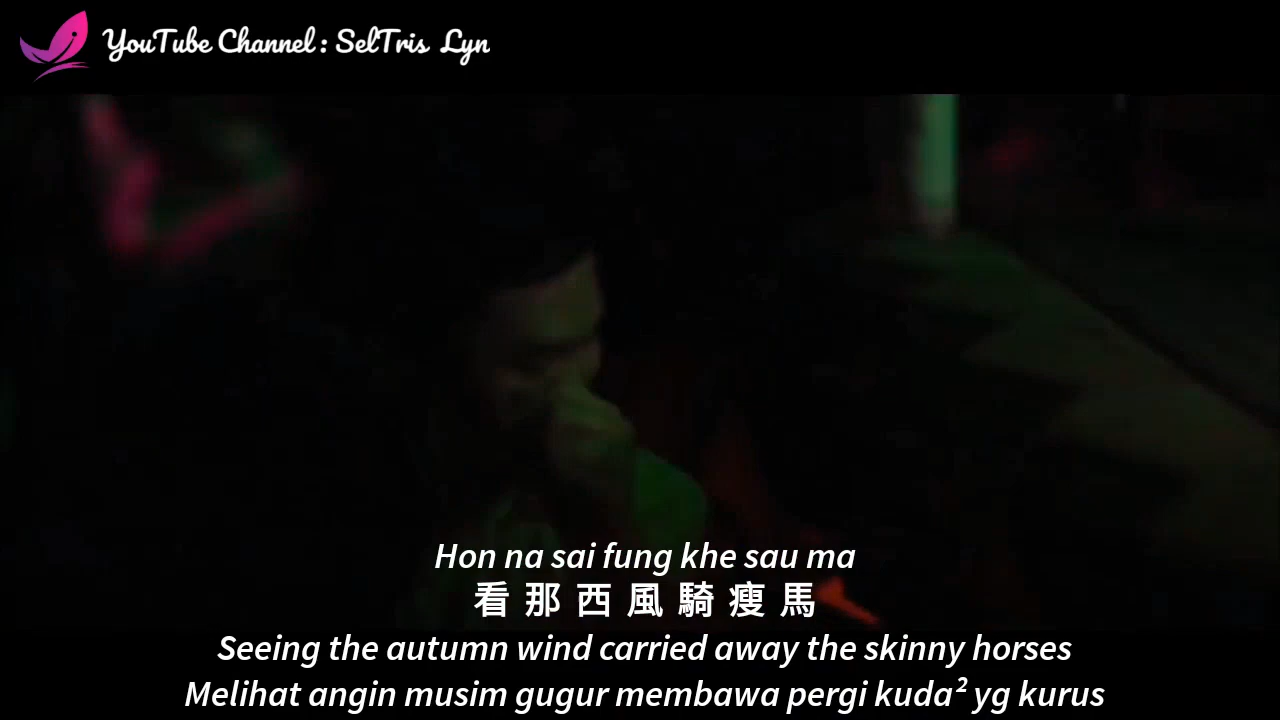 YouTube Channel : SelTris Lyn
Hon na sai fung khe sau ma
看那西風騎瘦馬
Seeing the autumn wind carried away the skinny horses
Melihat angin musim gugur membawa pergi kuda² yg kurus